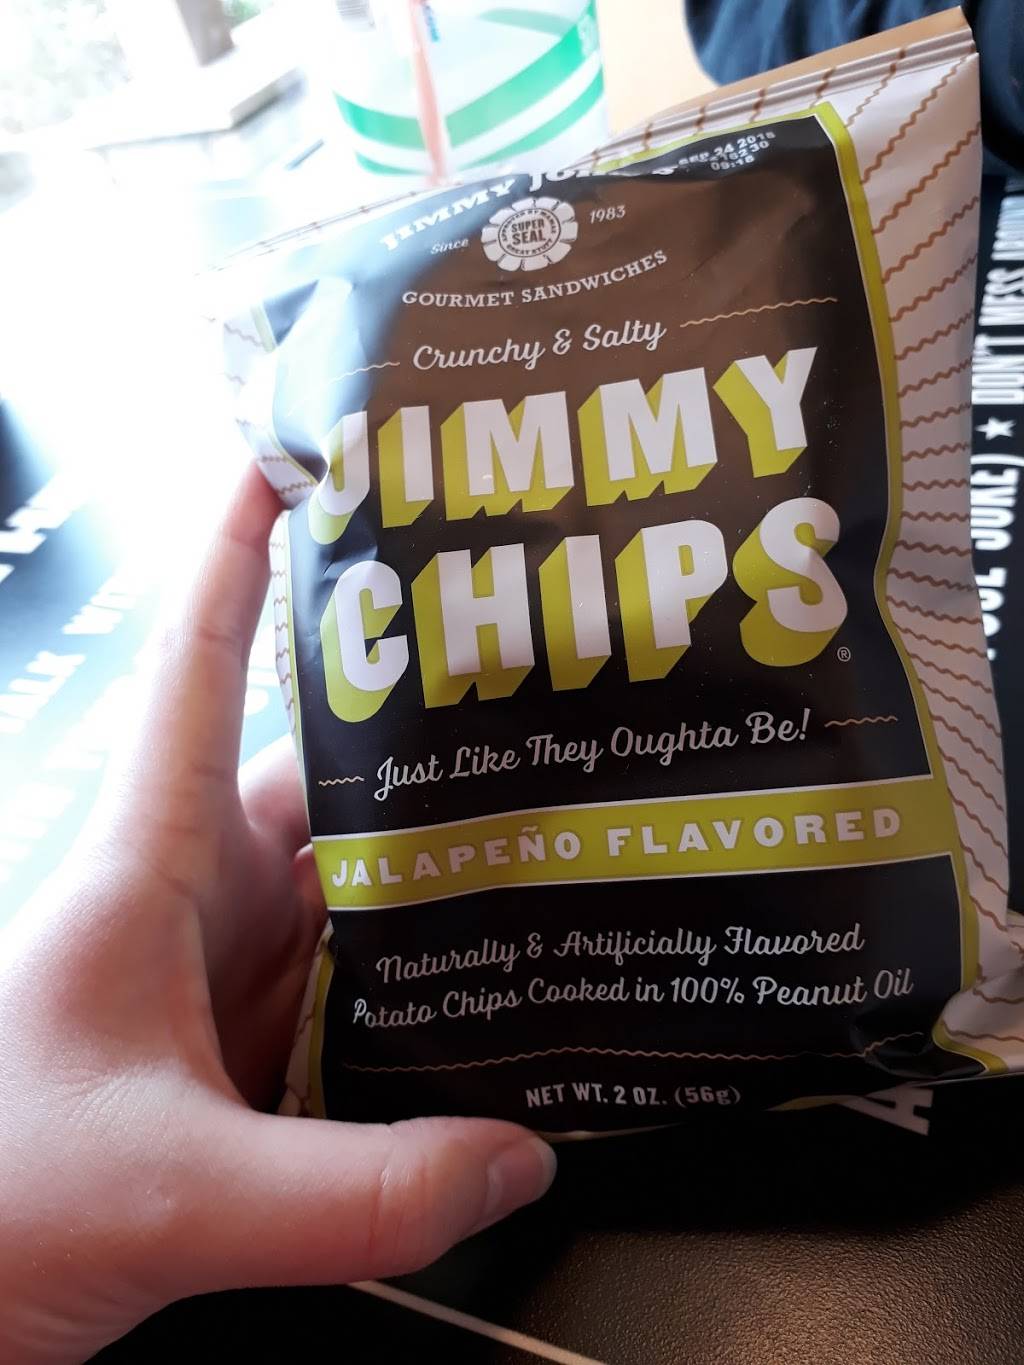 SEP 24 2018
09:18
JIMMY
Since
SUPER
SEAL
1983
GOURMET SANDWICHES
Crunchy & Salty
JIMMY
CHIPS®
Just Like They Oughta Be!
JALAPEÑO FLAVORED
Naturally & Artificially Flavored
Potato Chips Cooked in 100% Peanut Oil
NET WT. 2 OZ. (56g)
★ DON'T MESS